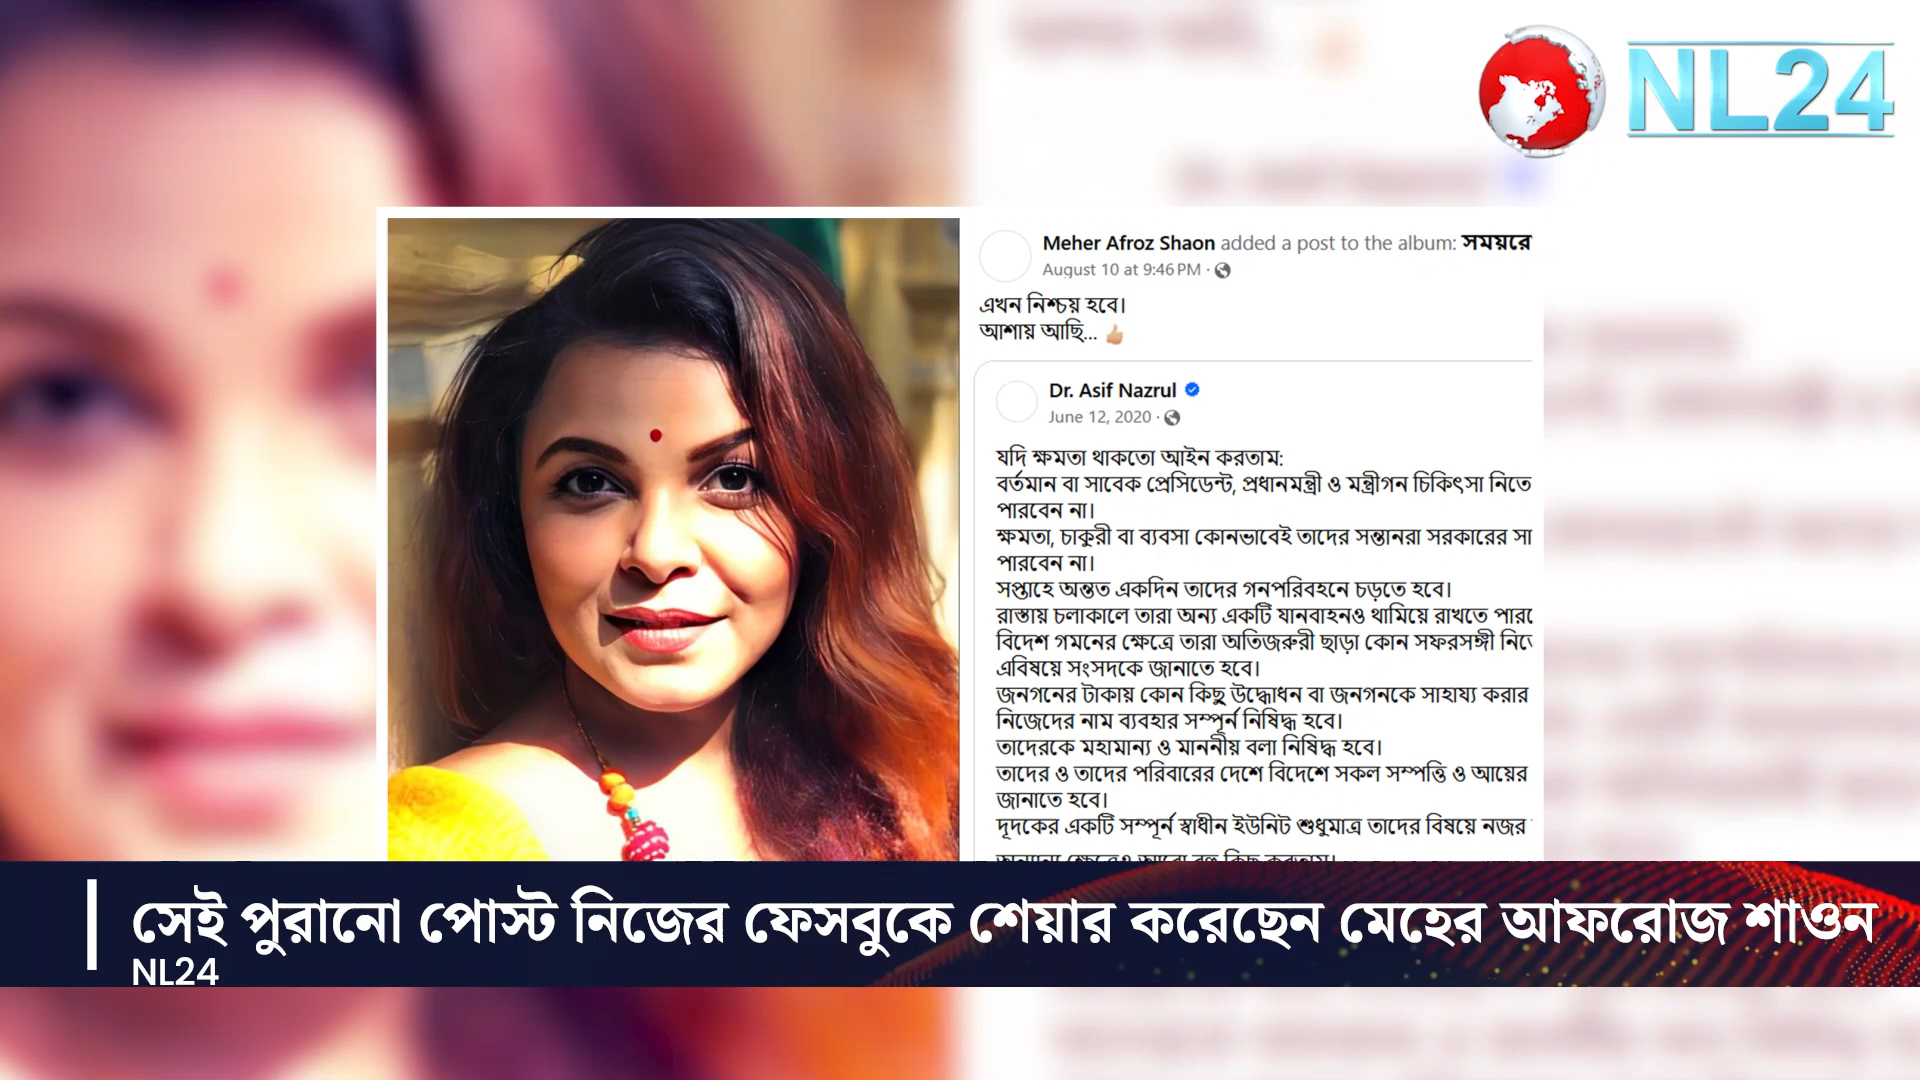 NL24
Meher Afroz Shaon added a post to the album: সময়রে
August 10 at 9:46 PM ·
এখন নিশ্চয় হবে।
আশায় আছি...
Dr. Asif Nazrul
June 12, 2020 ·
যদি ক্ষমতা থাকতো আইন করতাম:
বর্তমান বা সাবেক প্রেসিডেন্ট, প্রধানমন্ত্রী ও মন্ত্রীগন চিকিৎসা নিতে
পারবেন না।
ক্ষমতা, চাকুরী বা ব্যবসা কোনভাবেই তাদের সন্তানরা সরকারের সা
পারবেন না।
সপ্তাহে অন্তত একদিন তাদের গনপরিবহনে চড়তে হবে।
রাস্তায় চলাকালে তারা অন্য একটি যানবাহনও থামিয়ে রাখতে
বিদেশ গমনের ক্ষেত্রে তারা অতিজরুরী ছাড়া কোন সফরসঙ্গী
এবিষয়ে সংসদকে জানাতে হবে।
জনগনের টাকায় কোন কিছু উদ্ধোধন বা জনগনকে সাহায্য করার
নিজেদের নাম ব্যবহার সম্পূর্ন নিষিদ্ধ হবে।
তাদেরকে মহামান্য ও মাননীয় বলা নিষিদ্ধ হবে।
তাদের ও তাদের পরিবারের দেশে বিদেশে সকল সম্পত্তি ও আয়ের
জানাতে হবে।
দূদকের একটি সম্পূর্ন স্বাধীন ইউনিট শুধুমাত্র তাদের বিষয়ে নজর
সেই পুরানো পোস্ট নিজের ফেসবুকে শেয়ার করেছেন মেহের আফরোজ শাওন
NL24